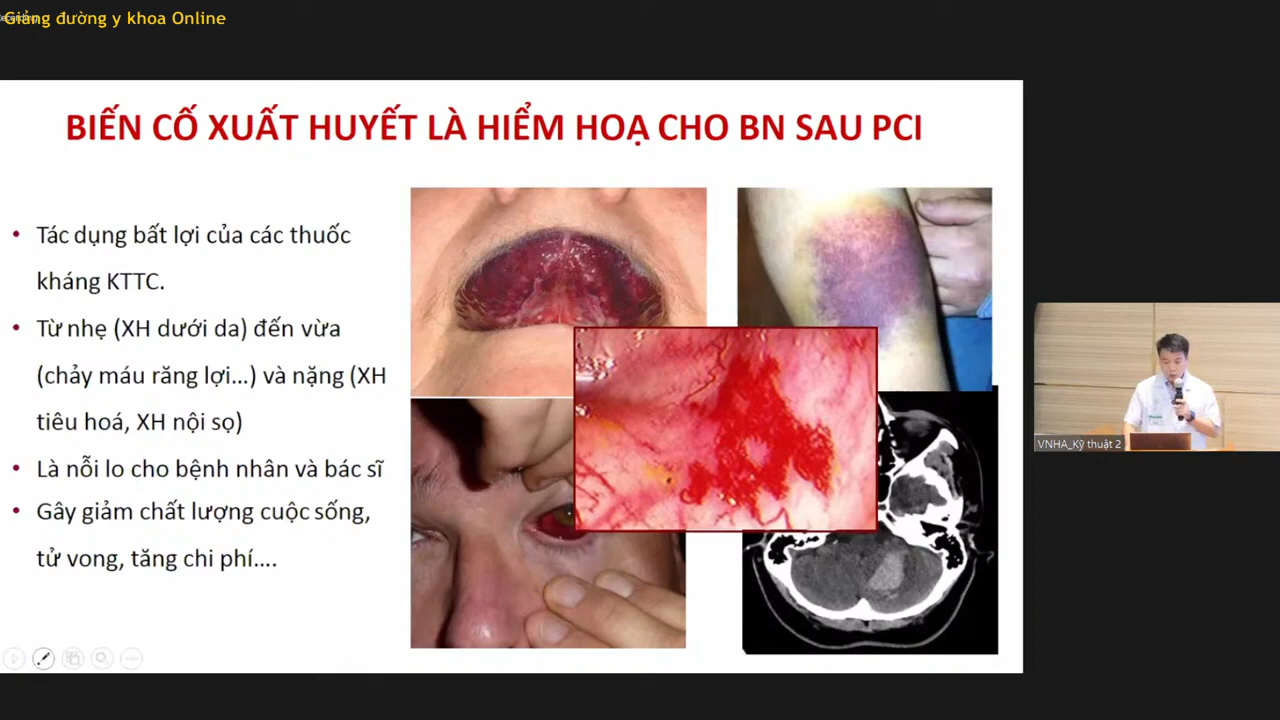 Giảng đường y khoa Online
BIẾN CỐ XUẤT HUYẾT LÀ HIỂM HOẠ CHO BN SAU PCI
• Tác dụng bất lợi của các thuốc
kháng KTTC.
• Từ nhẹ (XH dưới da) đến vừa
(chảy máu răng lợi...) và nặng (XH
tiêu hoá, XH nội sọ)
• Là nỗi lo cho bệnh nhân và bác sĩ
• Gây giảm chất lượng cuộc sống,
tử vong, tăng chi phí....
VNHA_Kỹ thuật 2